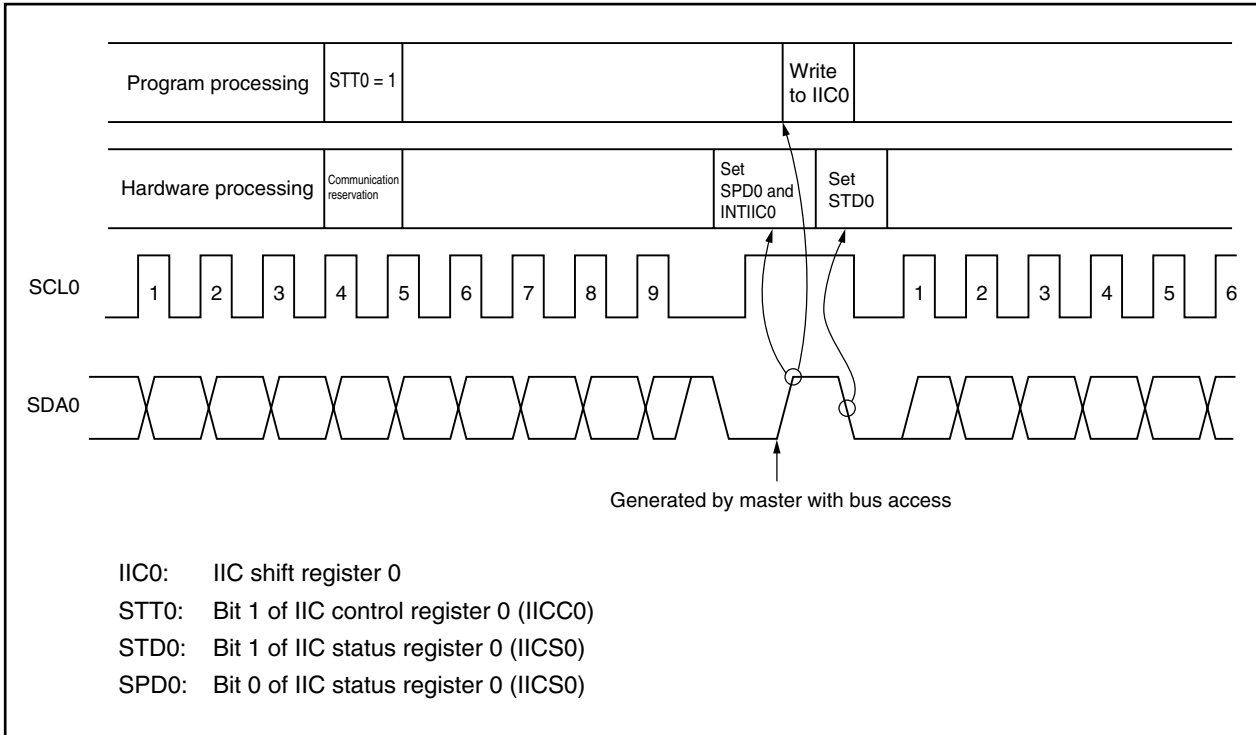 Program processing
STT0 = 1
Write
to IIC0
Hardware processing
Communication
reservation
Set
SPD0 and
INTIIC0
Set
STD0
SCL0
1 2 3 4 5 6 7 8 9 1 2 3 4 5 6
SDA0
Generated by master with bus access
IIC0: IIC shift register 0
STT0: Bit 1 of IIC control register 0 (IICC0)
STD0: Bit 1 of IIC status register 0 (IICS0)
SPD0: Bit 0 of IIC status register 0 (IICS0)